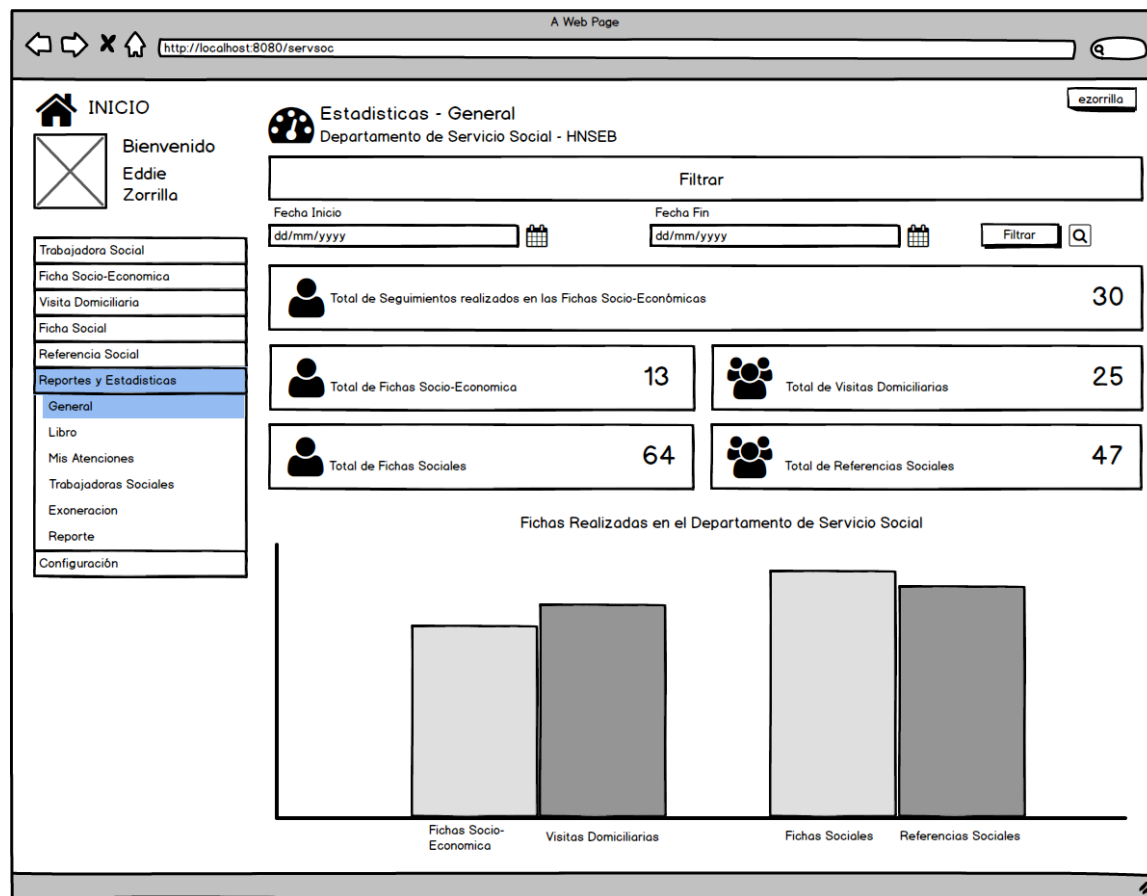 A Web Page
http://localhost:8080/servsoc
INICIO
Bienvenido
Eddie
Zorrilla
Trabajadora Social
Ficha Socio-Economica
Visita Domiciliaria
Ficha Social
Referencia Social
Reportes y Estadisticas
General
Libro
Mis Atenciones
Trabajadoras Sociales
Exoneracion
Reporte
Configuración
ezorrilla
Estadisticas - General
Departamento de Servicio Social - HNSEB
Filtrar
Fecha Inicio
dd/mm/yyyy
Fecha Fin
dd/mm/yyyy
Filtrar
Total de Seguimientos realizados en las Fichas Socio-Económicas 30
Total de Fichas Socio-Economica 13
Total de Visitas Domiciliarias 25
Total de Fichas Sociales 64
Total de Referencias Sociales 47
Fichas Realizadas en el Departamento de Servicio Social
Fichas Socio-
Economica
Visitas Domiciliarias
Fichas Sociales
Referencias Sociales